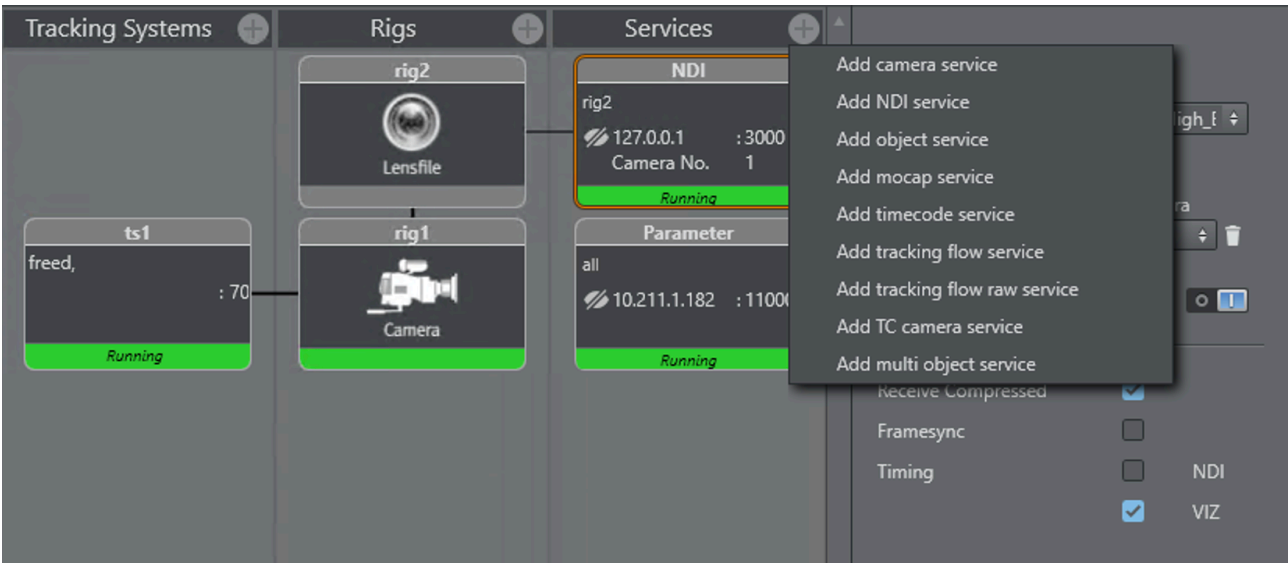 Tracking Systems
Rigs
Services
rig2
Lensfile
NDI
rig2
127.0.0.1 : 3000
Camera No. 1
Running
ts1
freed,
: 70
Running
rig1
Camera
Parameter
all
10.211.1.182 : 1100
Running
Add camera service
Add NDI service
Add object service
Add mocap service
Add timecode service
Add tracking flow service
Add tracking flow raw service
Add TC camera service
Add multi object service
Receive Compressed
Framesync
Timing
NDI
VIZ